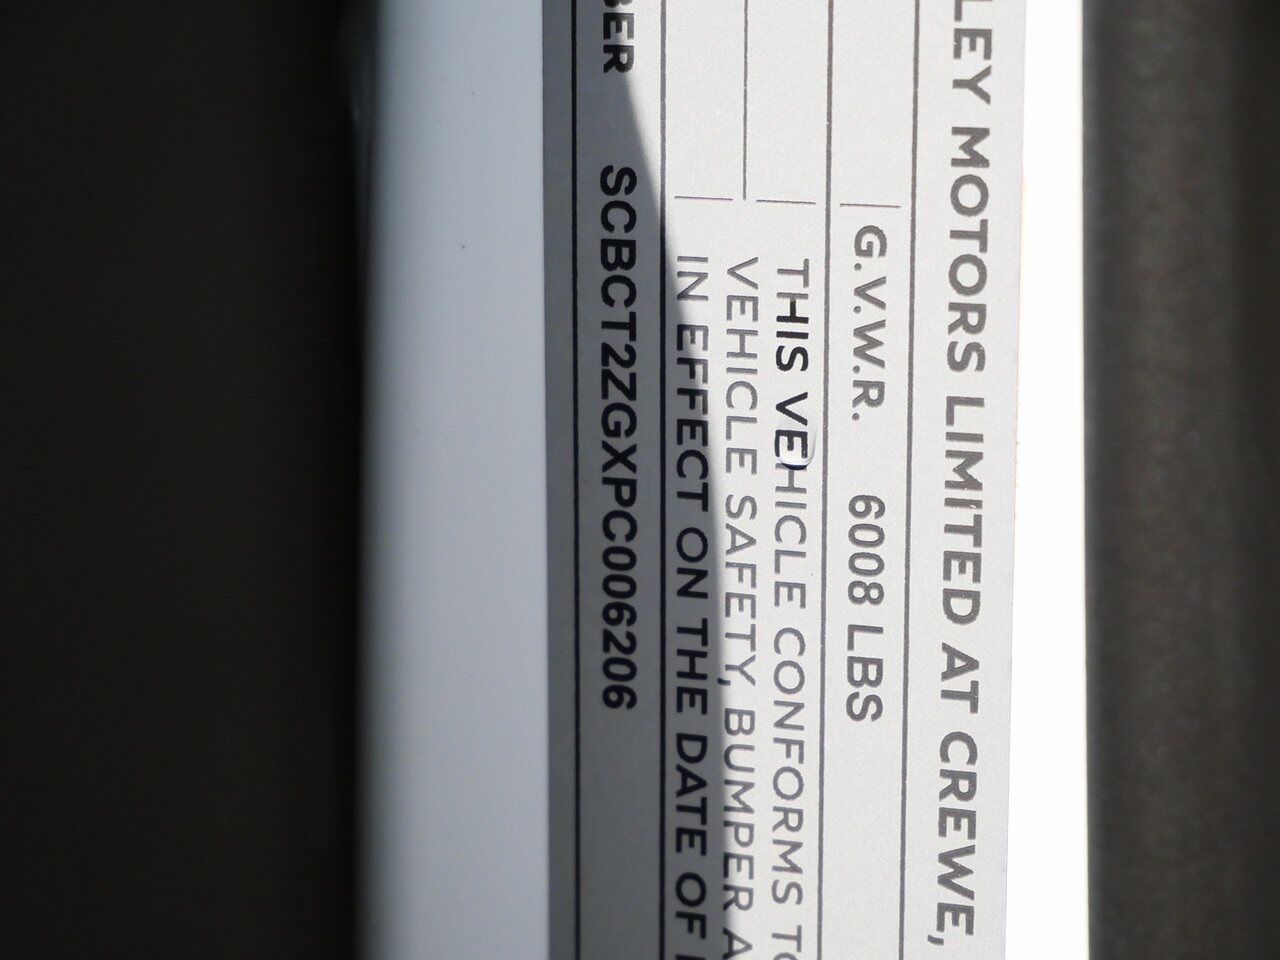 LEY MOTORS LIMITED AT CREWE,
G.V.W.R. 6008 LBS
THIS VEHICLE CONFORMS TO
VEHICLE SAFETY, BUMPER A
IN EFFECT ON THE DATE OF
BER SCBCT2ZGXPC006206